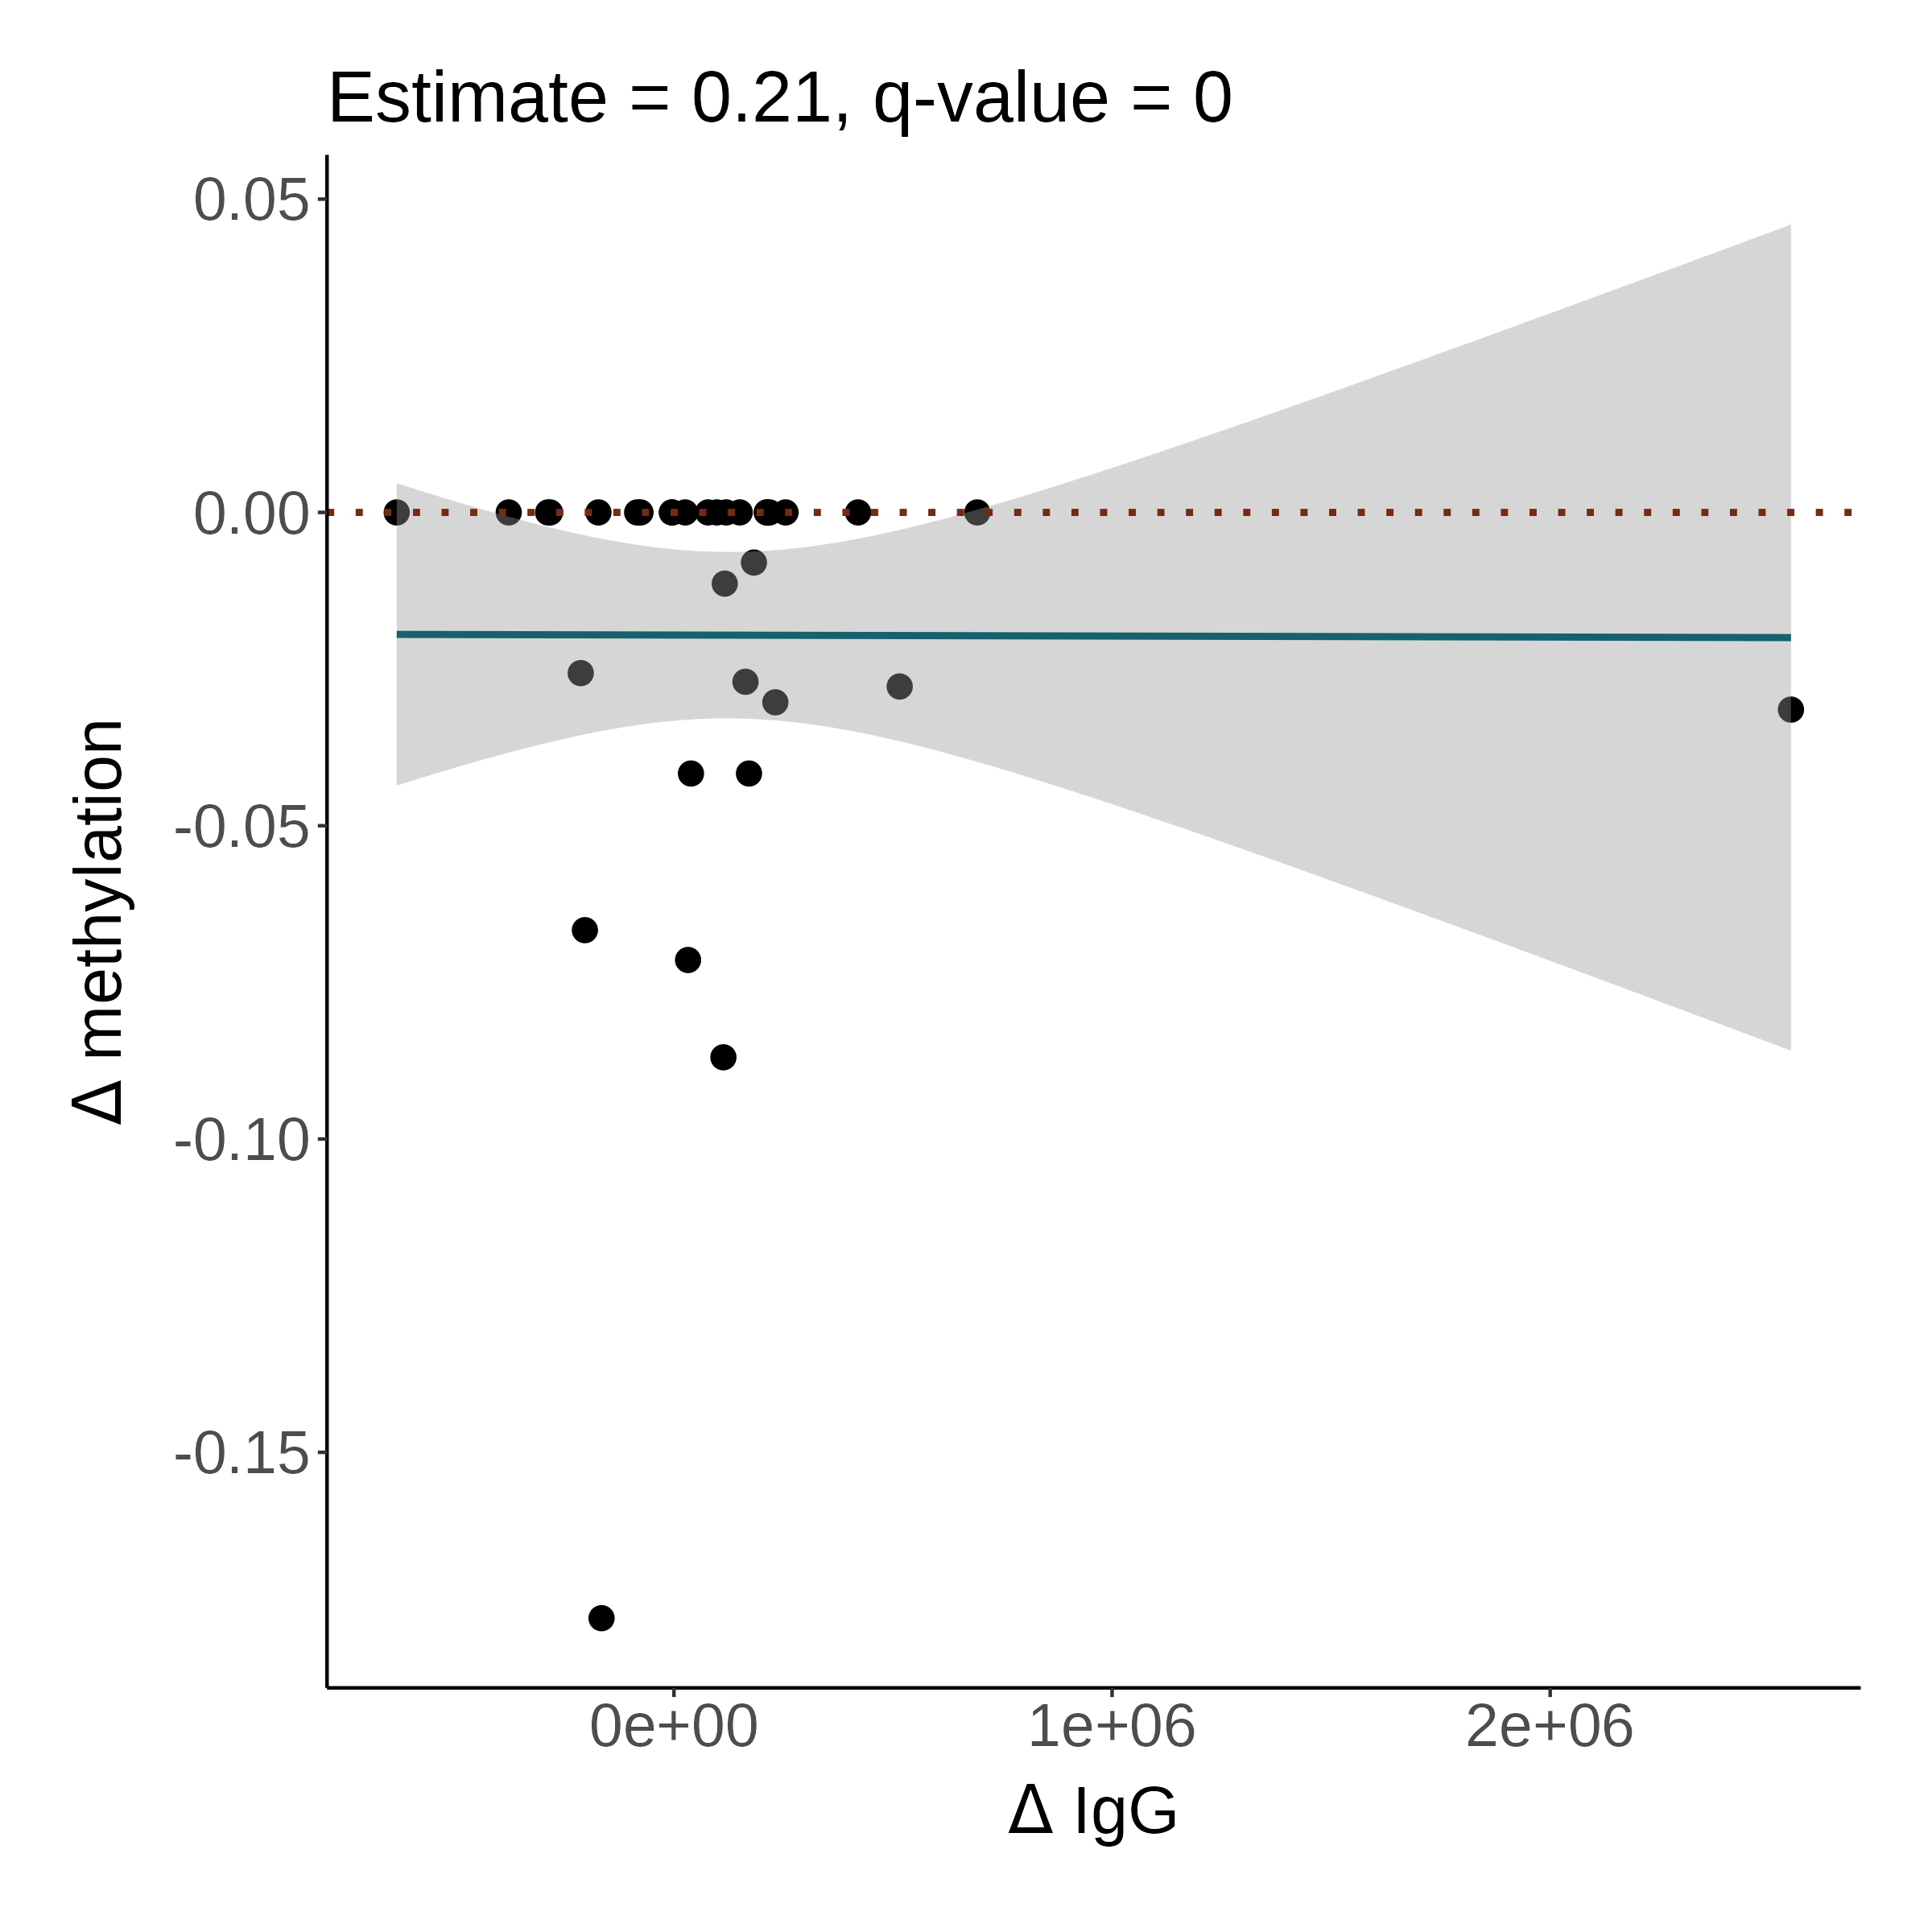 Estimate = 0.21, q-value = 0
0.05
0.00
-0.05
-0.10
-0.15
Δ methylation
0e+00
1e+06
2e+06
Δ IgG